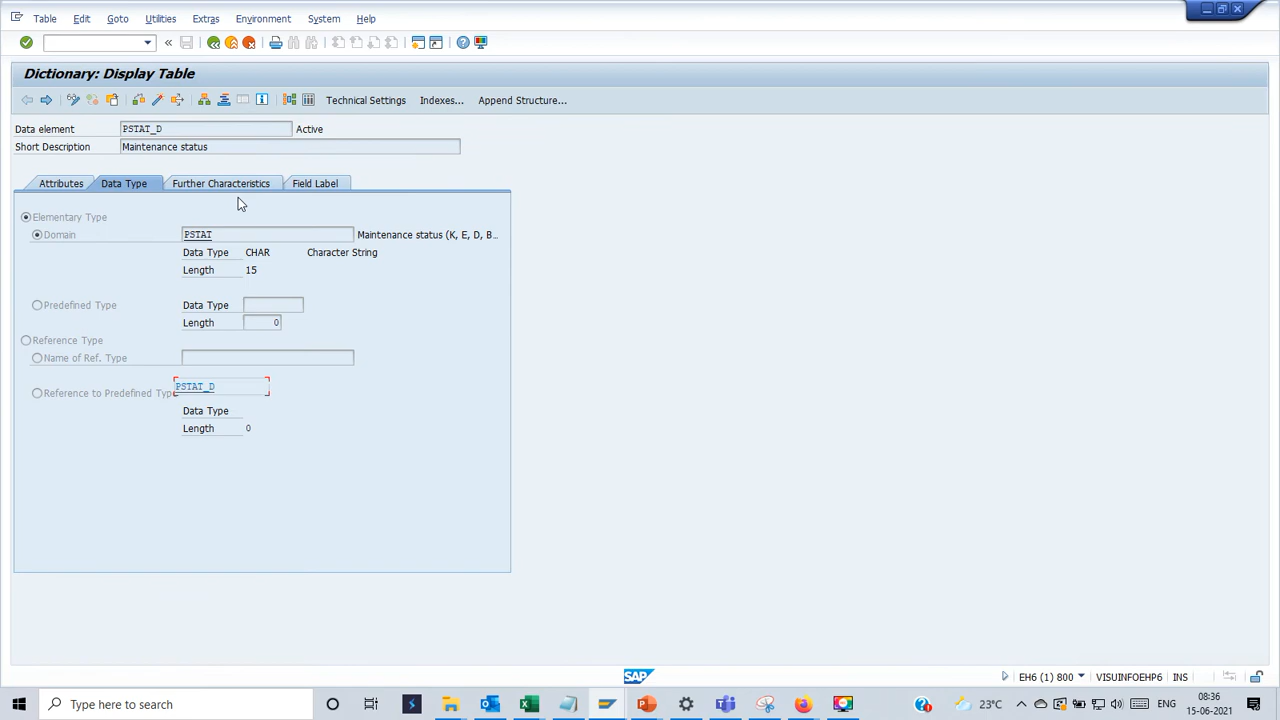 Table Edit Goto Utilities Extras Environment System Help
Dictionary: Display Table
Technical Settings Indexes... Append Structure...
Data element PSTAT_D Active
Short Description Maintenance status
Attributes Data Type Further Characteristics Field Label
Elementary Type
Domain PSTAT Maintenance status (K, E, D, B...
Data Type CHAR Character String
Length 15
Predefined Type Data Type
Length 0
Reference Type
Name of Ref. Type
Reference to Predefined Typ PSTAT_D
Data Type
Length 0
SAP EH6 (1) 800 VISUINFOEHP6 INS
Type here to search 23°C ENG 08:36
15-06-2021